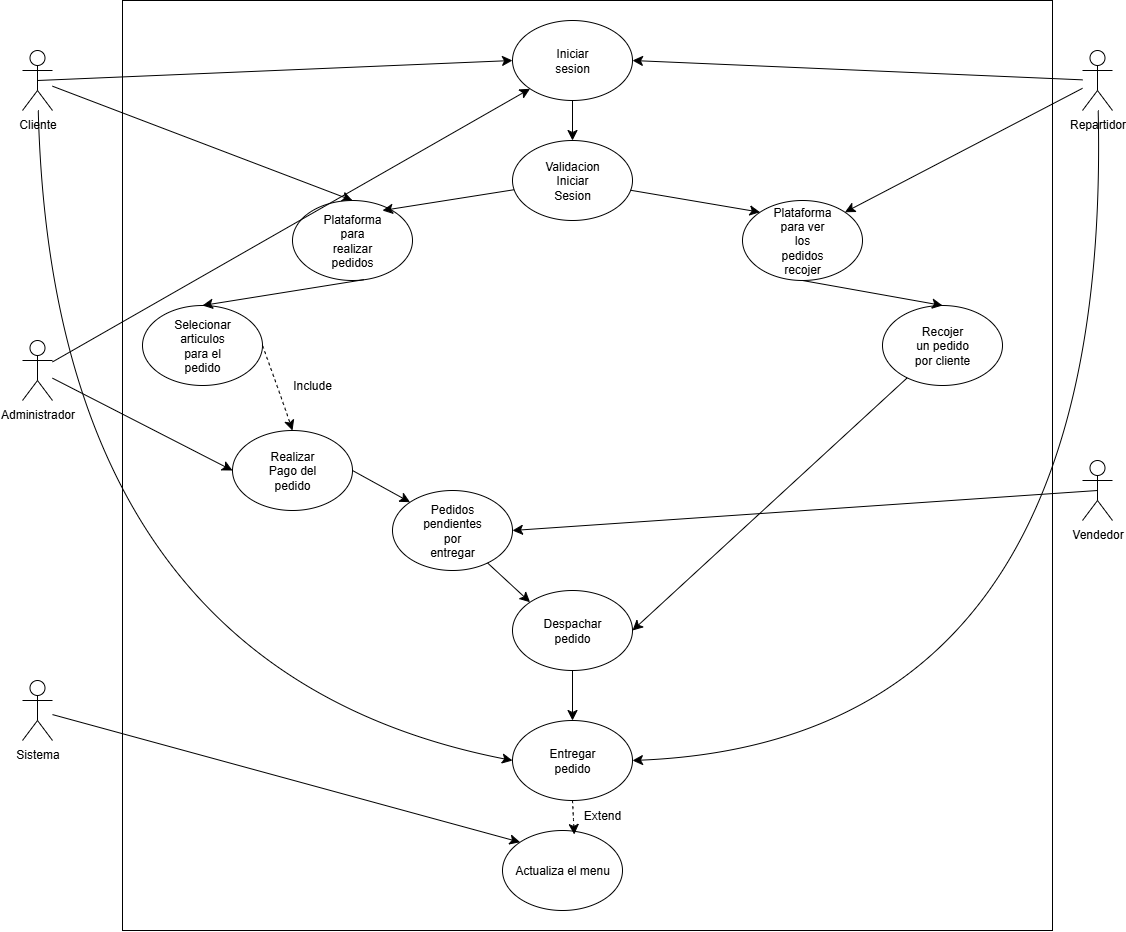 Iniciar
sesion
Cliente
Repartidor
Validacion
Iniciar
Sesion
Plataforma
para
realizar
pedidos
Plataforma
para ver
los
pedidos
recojer
Selecionar
articulos
para el
pedido
Recojer
un pedido
por cliente
Include
Administrador
Realizar
Pago del
pedido
Pedidos
pendientes
por
entregar
Vendedor
Despachar
pedido
Sistema
Entregar
pedido
Extend
Actualiza el menu